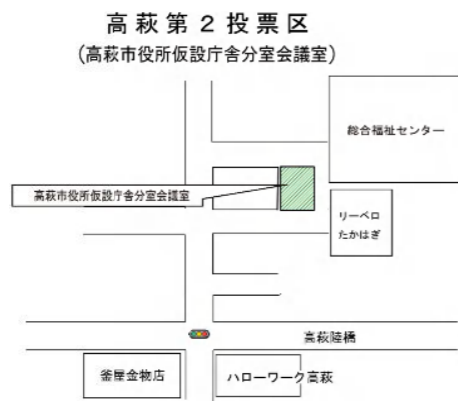 高萩第２投票区
(高萩市役所仮設庁舎分室会議室)
総合福祉センター
高萩市役所仮設庁舎分室会議室
リーベロ
たかはぎ
高萩陸橋
釜屋金物店
ハローワーク高萩